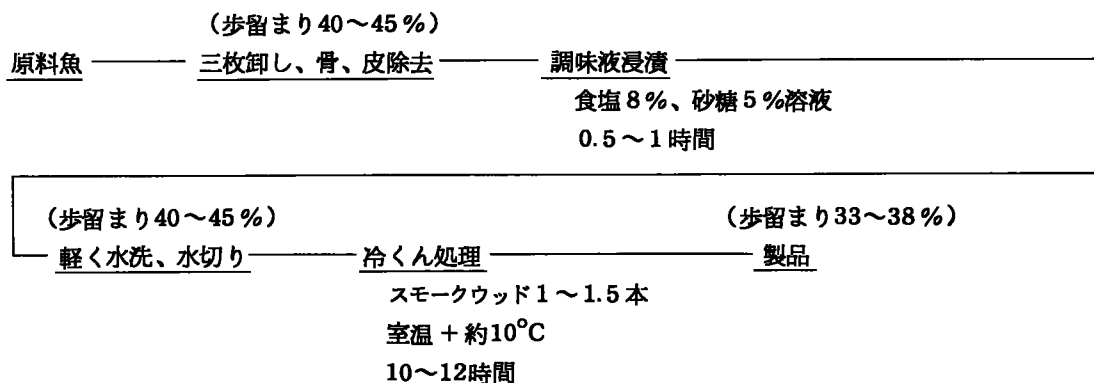 （歩留まり40〜45％）
原料魚 三枚卸し、骨、皮除去 調味液浸漬
食塩8％、砂糖5％溶液
0.5〜1時間
（歩留まり40〜45％） （歩留まり33〜38％）
軽く水洗、水切り 冷くん処理 製品
スモークウッド1〜1.5本
室温＋約10℃
10〜12時間